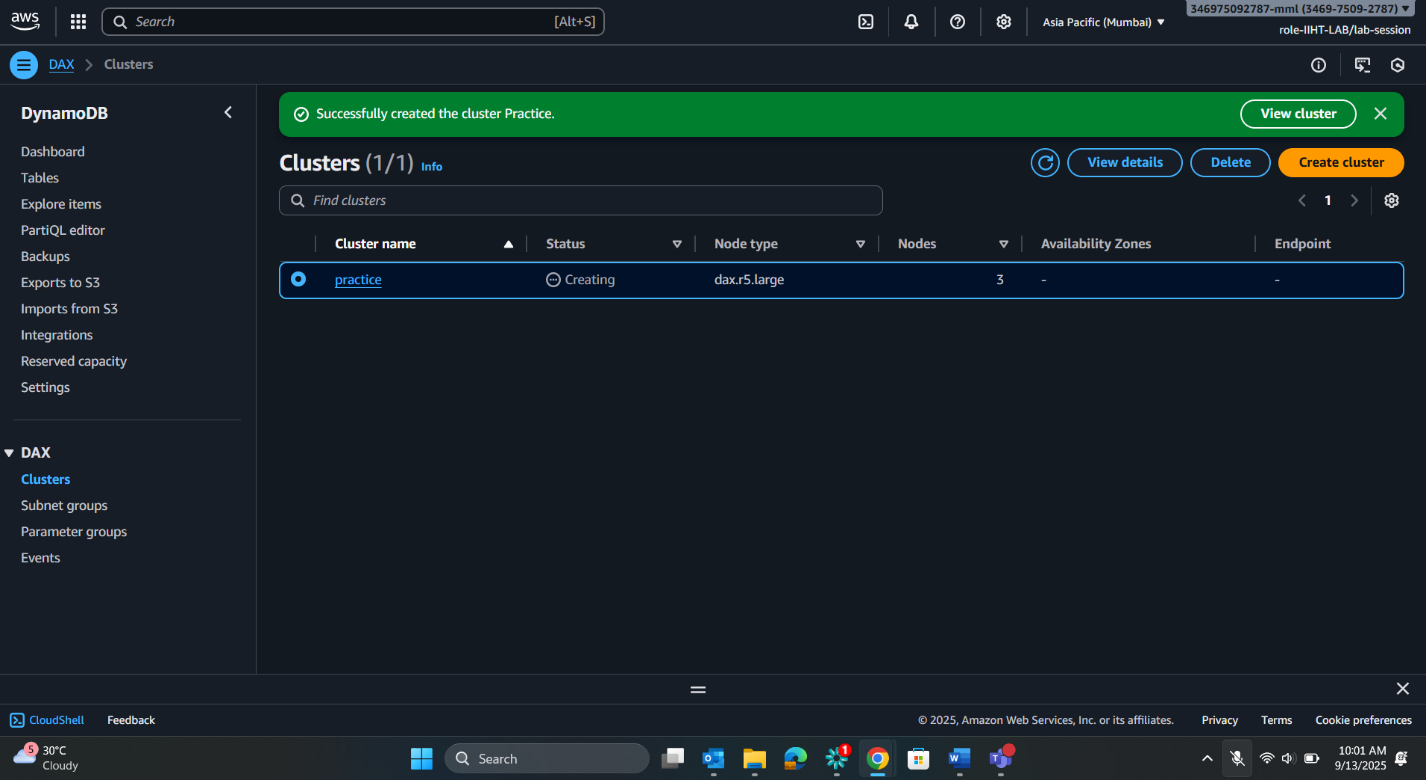 aws
Search [Alt+S]
Asia Pacific (Mumbai)
346975092787-mml (3469-7509-2787)
role-IIHT-LAB/lab-session
DAX
Clusters
DynamoDB
Dashboard
Tables
Explore items
PartiQL editor
Backups
Exports to S3
Imports from S3
Integrations
Reserved capacity
Settings
DAX
Clusters
Subnet groups
Parameter groups
Events
Successfully created the cluster Practice. View cluster
Clusters (1/1) Info View details Delete Create cluster
Find clusters
1
Cluster name Status Node type Nodes Availability Zones Endpoint
practice Creating dax.r5.large 3 - -
CloudShell Feedback © 2025, Amazon Web Services, Inc. or its affiliates. Privacy Terms Cookie preferences
5
30°C
Cloudy
Search
1
10:01 AM
9/13/2025